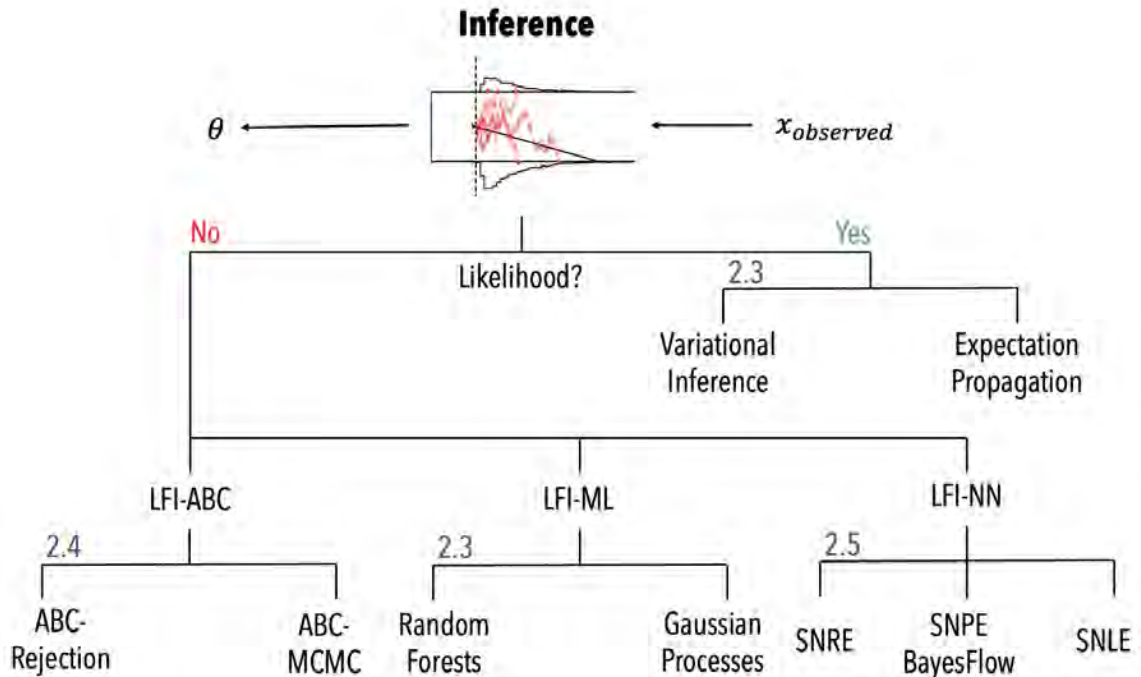 Inference
θ
x_observed
No
Yes
Likelihood?
2.3
Variational
Inference
Expectation
Propagation
LFI-ABC
LFI-ML
LFI-NN
2.4
2.3
2.5
ABC-
Rejection
ABC-
MCMC
Random
Forests
Gaussian
Processes
SNRE
SNPE
BayesFlow
SNLE